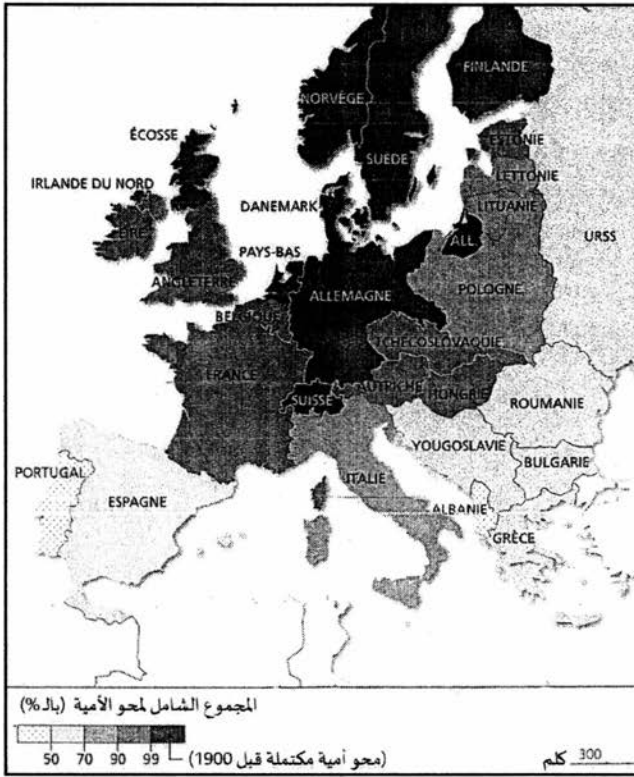 FINLANDE
NORVÈGE
ÉCOSSE
SUÈDE
ESTONIE
LETTONIE
IRLANDE DU NORD
LITUANIE
DANEMARK
EIRE
ALL.
URSS
PAYS-BAS
ANGLETERRE
ALLEMAGNE
POLOGNE
BELGIQUE
TCHÉCOSLOVAQUIE
FRANCE
AUTRICHE
HONGRIE
SUISSE
ROUMANIE
YOUGOSLAVIE
PORTUGAL
ITALIE
BULGARIE
ESPAGNE
ALBANIE
GRÈCE
المجموع الشامل لمحو الأمية (بالـ %)
50 70 90 99 (محو أمية مكتملة قبل 1900)
300 كلم